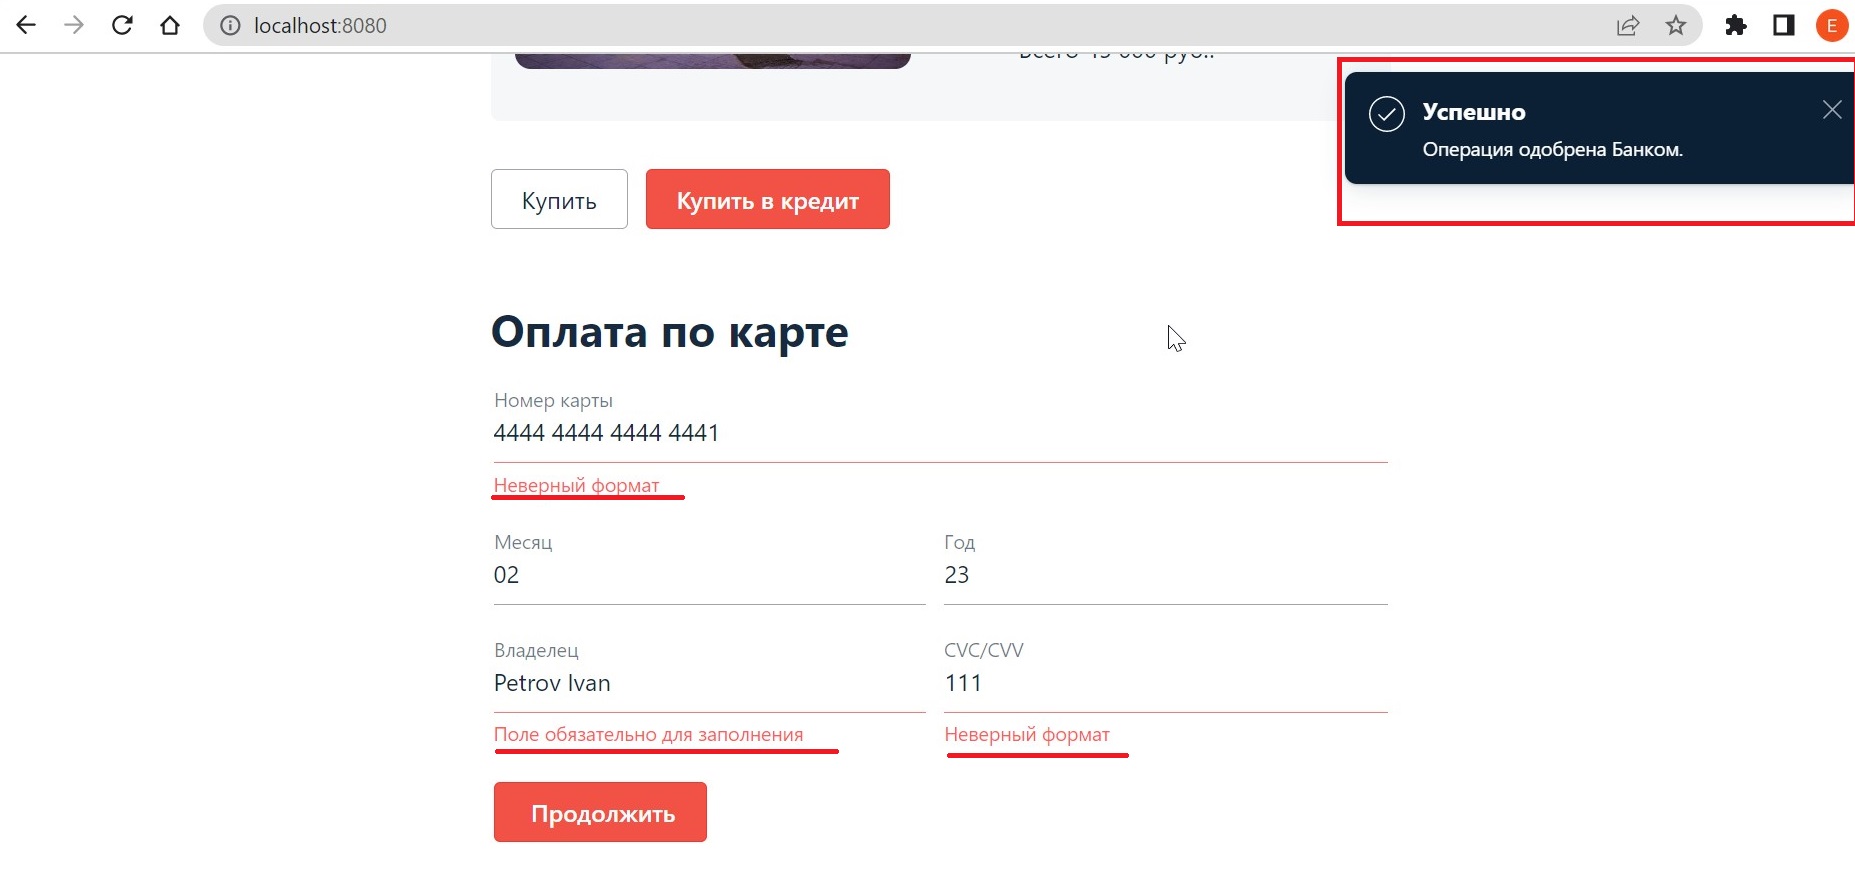 localhost:8080
E
Успешно
Операция одобрена Банком.
Купить
Купить в кредит
Оплата по карте
Номер карты
4444 4444 4444 4441
Неверный формат
Месяц
Год
02
23
Владелец
CVC/CVV
Petrov Ivan
111
Поле обязательно для заполнения
Неверный формат
Продолжить